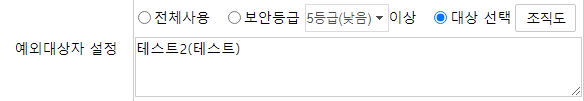 전체사용 보안등급 5등급(낮음) 이상 대상 선택 조직도
예외대상자 설정
테스트2(테스트)